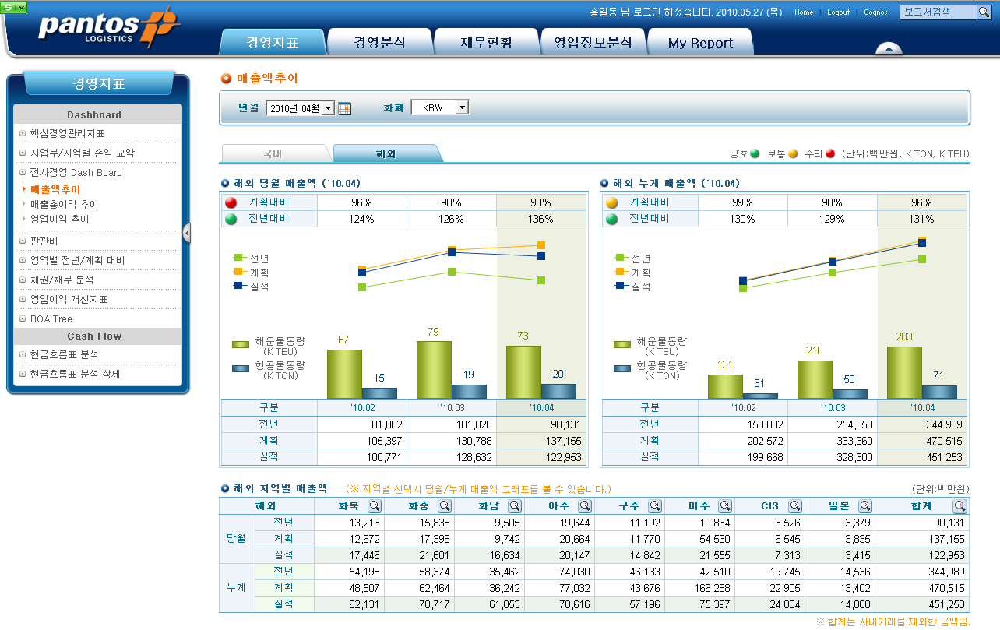 S
홍길동 님 로그인 하셨습니다. 2010.05.27 (목) Home Logout Cognos 보고서검색
pantos
LOGISTICS
경영지표 경영분석 재무현황 영업정보분석 My Report
경영지표
Dashboard
핵심경영관리지표
사업부/지역별 손익 요약
전사경영 Dash Board
매출액추이
매출총이익 추이
영업이익 추이
판관비
영역별 전년/계획 대비
채권/채무 분석
영업이익 개선지표
ROA Tree
Cash Flow
현금흐름표 분석
현금흐름표 분석 상세
매출액추이
년월 2010년 04월 화폐 KRW
국내 해외 양호 보통 주의 (단위:백만원, K TON, K TEU)
해외 당월 매출액 ('10.04)
계획대비 96% 98% 90%
전년대비 124% 126% 136%
전년
계획
실적
해운물동량
(K TEU)
항공물동량
(K TON)
67 79 73
15 19 20
구분 '10.02 '10.03 '10.04
전년 81,002 101,826 90,131
계획 105,397 130,788 137,155
실적 100,771 128,632 122,953
해외 누계 매출액 ('10.04)
계획대비 99% 98% 96%
전년대비 130% 129% 131%
전년
계획
실적
해운물동량
(K TEU)
항공물동량
(K TON)
131 210 283
31 50 71
구분 '10.02 '10.03 '10.04
전년 153,032 254,858 344,989
계획 202,572 333,360 470,515
실적 199,668 328,300 451,253
해외 지역별 매출액 (※ 지역별 선택시 당월/누계 매출액 그래프를 볼 수 있습니다.) (단위:백만원)
해외 화북 화중 화남 아주 구주 미주 CIS 일본 합계
당월 전년 13,213 15,838 9,505 19,644 11,192 10,834 6,526 3,379 90,131
계획 12,672 17,398 9,742 20,664 11,770 54,530 6,545 3,835 137,155
실적 17,446 21,601 16,634 20,147 14,842 21,555 7,313 3,415 122,953
누계 전년 54,198 58,374 35,462 74,030 46,133 42,510 19,745 14,536 344,989
계획 48,507 62,464 36,242 77,032 43,676 166,288 22,905 13,402 470,515
실적 62,131 78,717 61,053 78,616 57,196 75,397 24,084 14,060 451,253
※ 합계는 사내거래를 제외한 금액임.